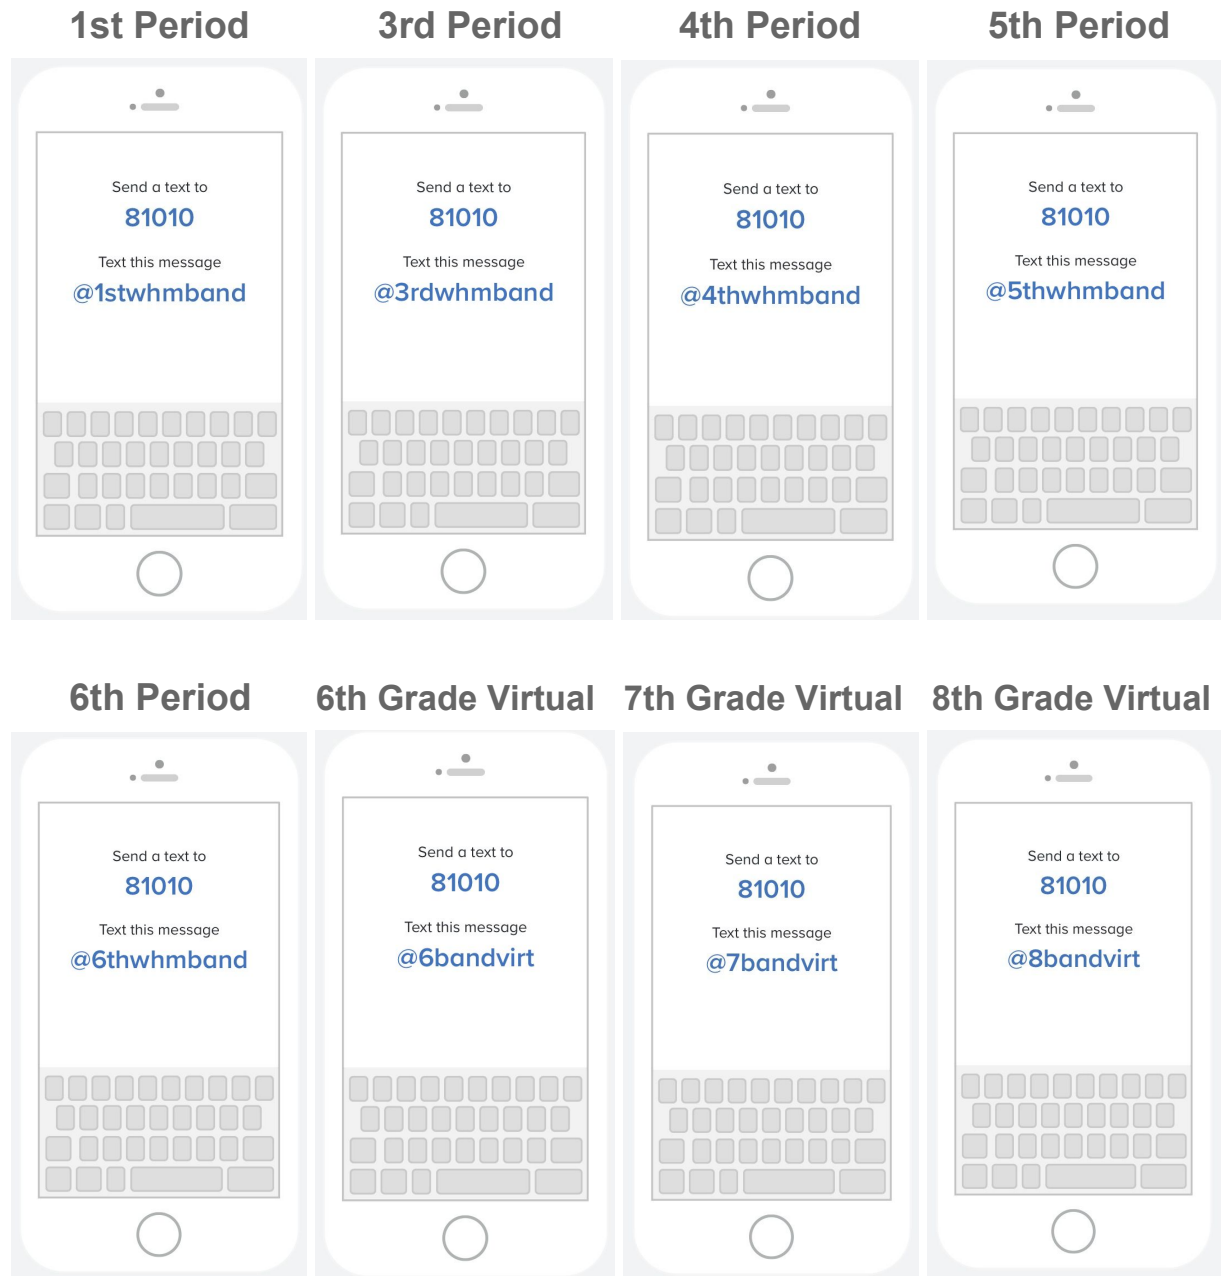 1st Period
Send a text to
81010
Text this message
@1stwhmband
3rd Period
Send a text to
81010
Text this message
@3rdwhmband
4th Period
Send a text to
81010
Text this message
@4thwhmband
5th Period
Send a text to
81010
Text this message
@5thwhmband
6th Period
Send a text to
81010
Text this message
@6thwhmband
6th Grade Virtual
Send a text to
81010
Text this message
@6bandvirt
7th Grade Virtual
Send a text to
81010
Text this message
@7bandvirt
8th Grade Virtual
Send a text to
81010
Text this message
@8bandvirt